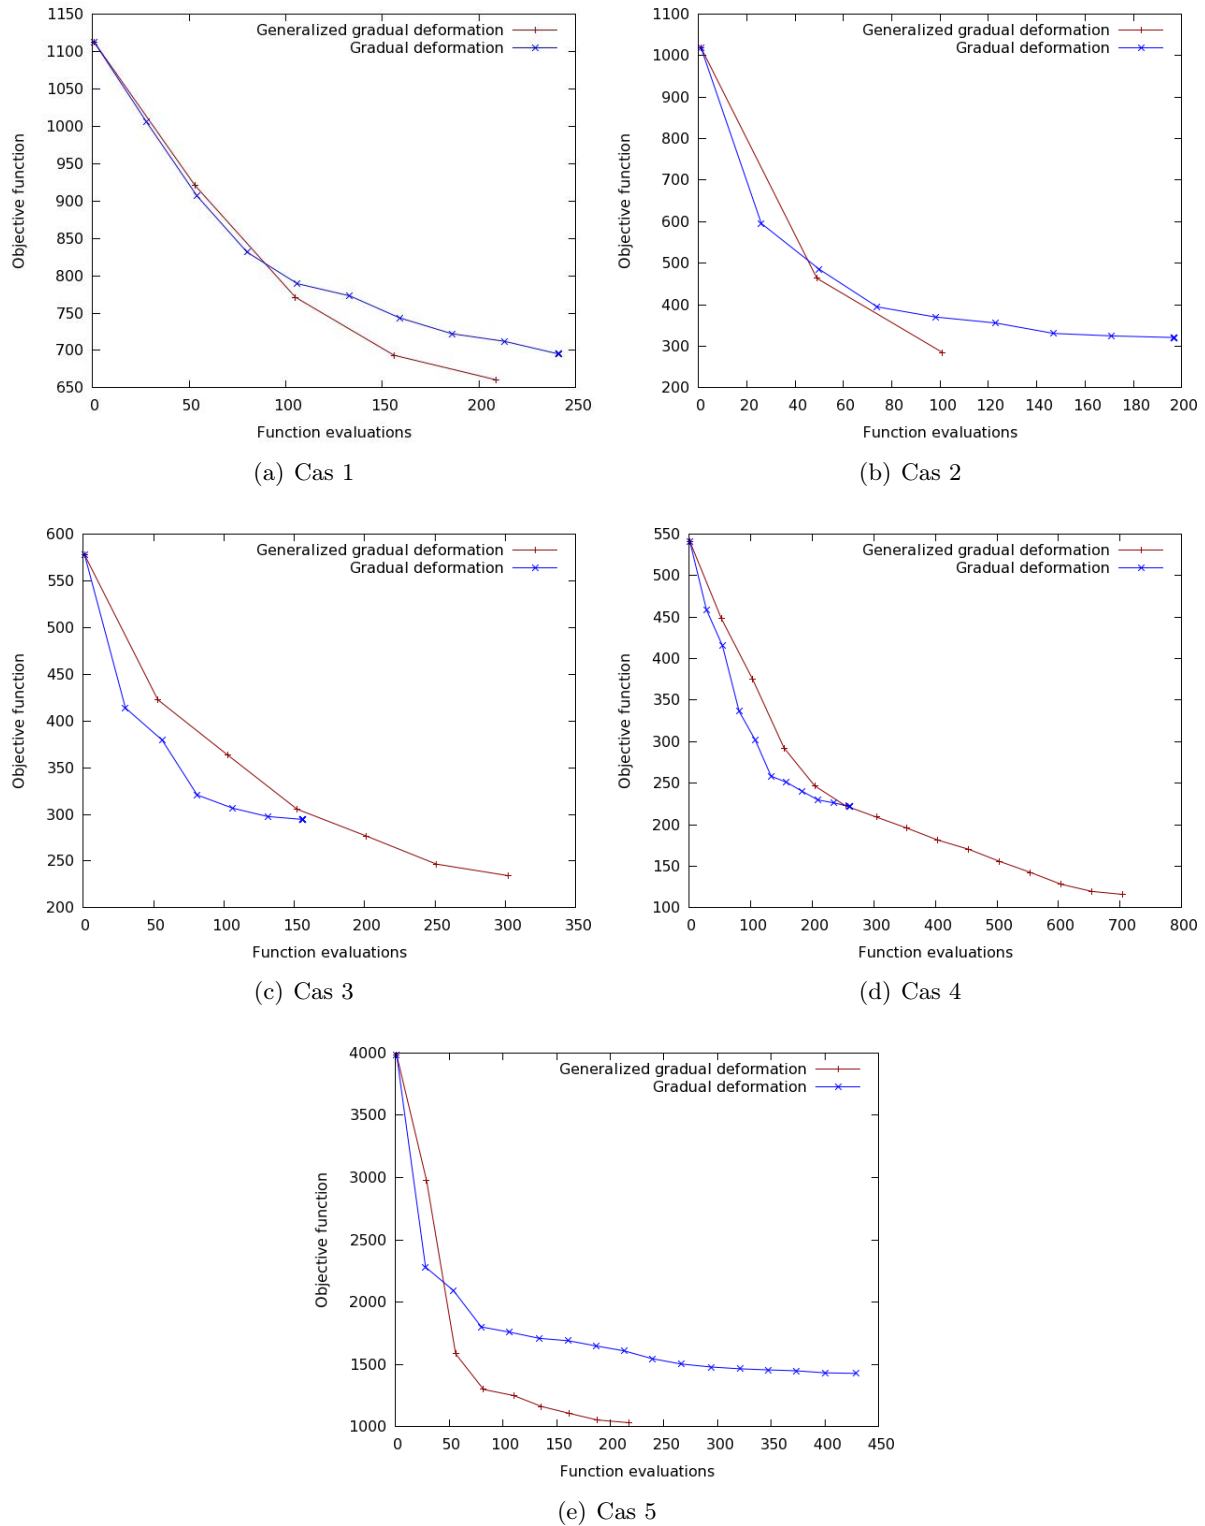 1150
1100
1050
1000
950
900
850
800
750
700
650
0 50 100 150 200 250
Objective function
Function evaluations
Generalized gradual deformation
Gradual deformation
(a) Cas 1
1100
1000
900
800
700
600
500
400
300
200
0 20 40 60 80 100 120 140 160 180 200
Objective function
Function evaluations
Generalized gradual deformation
Gradual deformation
(b) Cas 2
600
550
500
450
400
350
300
250
200
0 50 100 150 200 250 300 350
Objective function
Function evaluations
Generalized gradual deformation
Gradual deformation
(c) Cas 3
550
500
450
400
350
300
250
200
150
100
0 100 200 300 400 500 600 700 800
Objective function
Function evaluations
Generalized gradual deformation
Gradual deformation
(d) Cas 4
4000
3500
3000
2500
2000
1500
1000
0 50 100 150 200 250 300 350 400 450
Objective function
Function evaluations
Generalized gradual deformation
Gradual deformation
(e) Cas 5